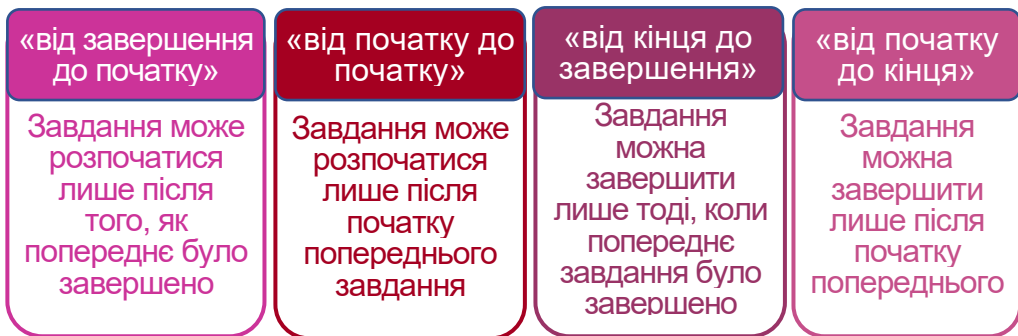 «від завершення
до початку»
Завдання може
розпочатися
лише після
того, як
попереднє було
завершено
«від початку до
початку»
Завдання може
розпочатися
лише після
початку
попереднього
завдання
«від кінця до
завершення»
Завдання
можна
завершити
лише тоді, коли
попереднє
завдання було
завершено
«від початку
до кінця»
Завдання
можна
завершити
лише після
початку
попереднього